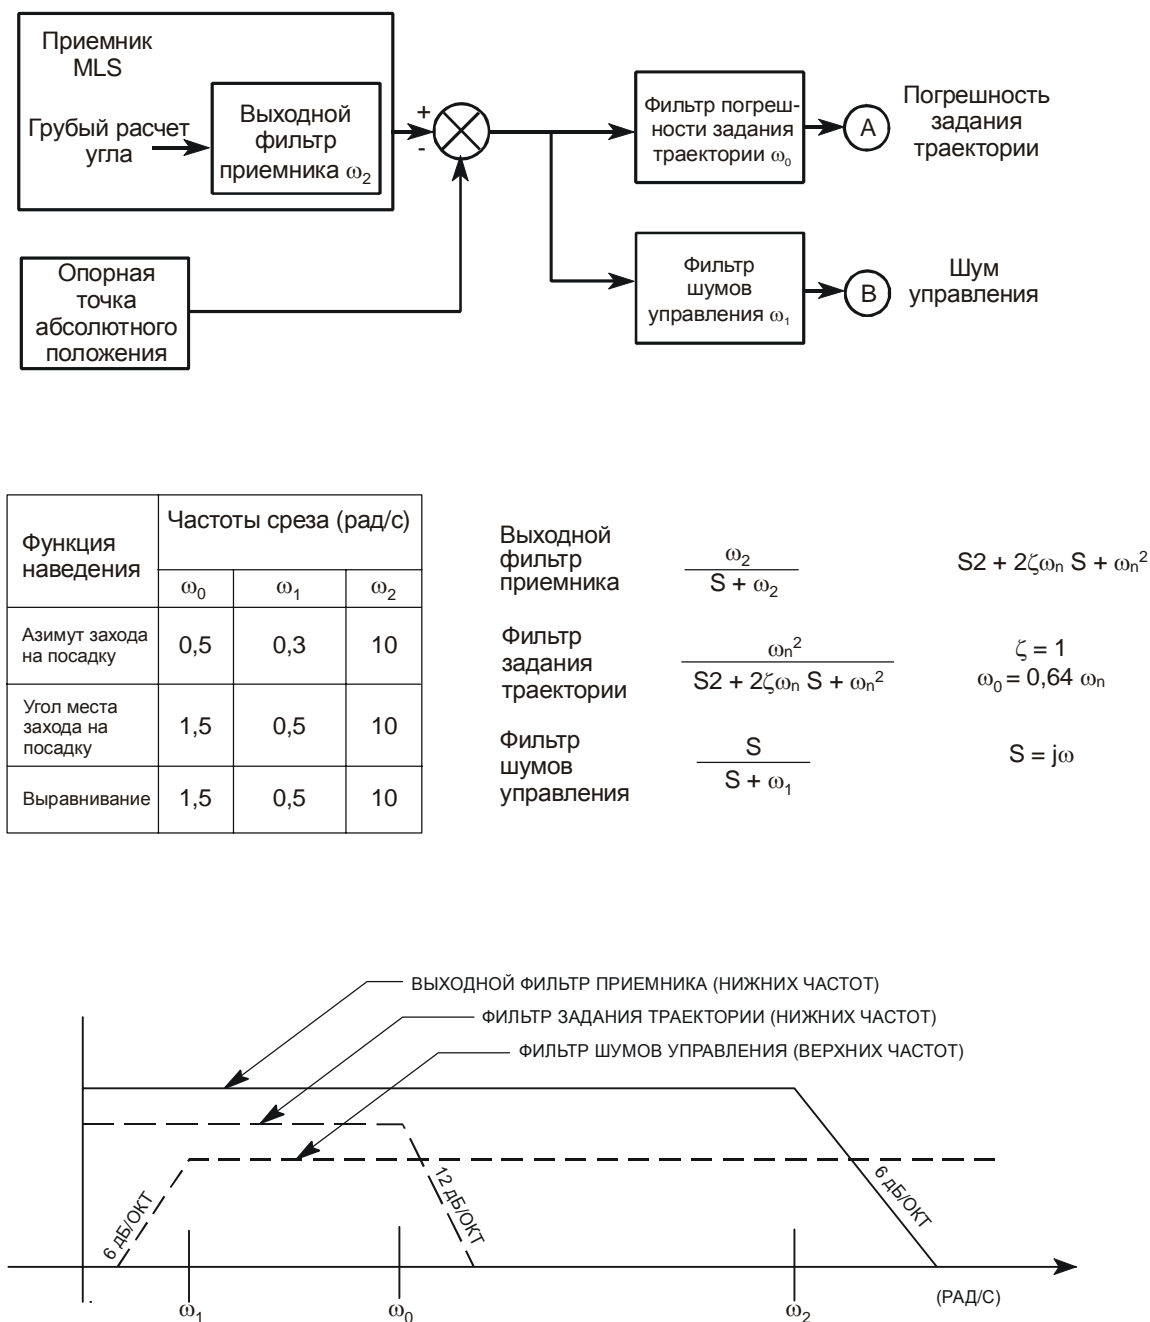 Приемник
MLS
Грубый расчет
угла
Выходной
фильтр
приемника ω2
+
-
Фильтр погреш-
ности задания
траектории ω0
A
Погрешность
задания
траектории
Опорная
точка
абсолютного
положения
Фильтр
шумов
управления ω1
B
Шум
управления
Функция
наведения
Частоты среза (рад/с)
ω0 ω1 ω2
Азимут захода
на посадку
0,5 0,3 10
Угол места
захода на
посадку
1,5 0,5 10
Выравнивание 1,5 0,5 10
Выходной
фильтр
приемника
ω2
S + ω2
S2 + 2ζωn S + ωn²
Фильтр
задания
траектории
ωn²
S2 + 2ζωn S + ωn²
ζ = 1
ω0 = 0,64 ωn
Фильтр
шумов
управления
S
S + ω1
S = jω
ВЫХОДНОЙ ФИЛЬТР ПРИЕМНИКА (НИЖНИХ ЧАСТОТ)
ФИЛЬТР ЗАДАНИЯ ТРАЕКТОРИИ (НИЖНИХ ЧАСТОТ)
ФИЛЬТР ШУМОВ УПРАВЛЕНИЯ (ВЕРХНИХ ЧАСТОТ)
6 дБ/ОКТ
12 дБ/ОКТ
6 дБ/ОКТ
ω1
ω0
ω2
(РАД/С)